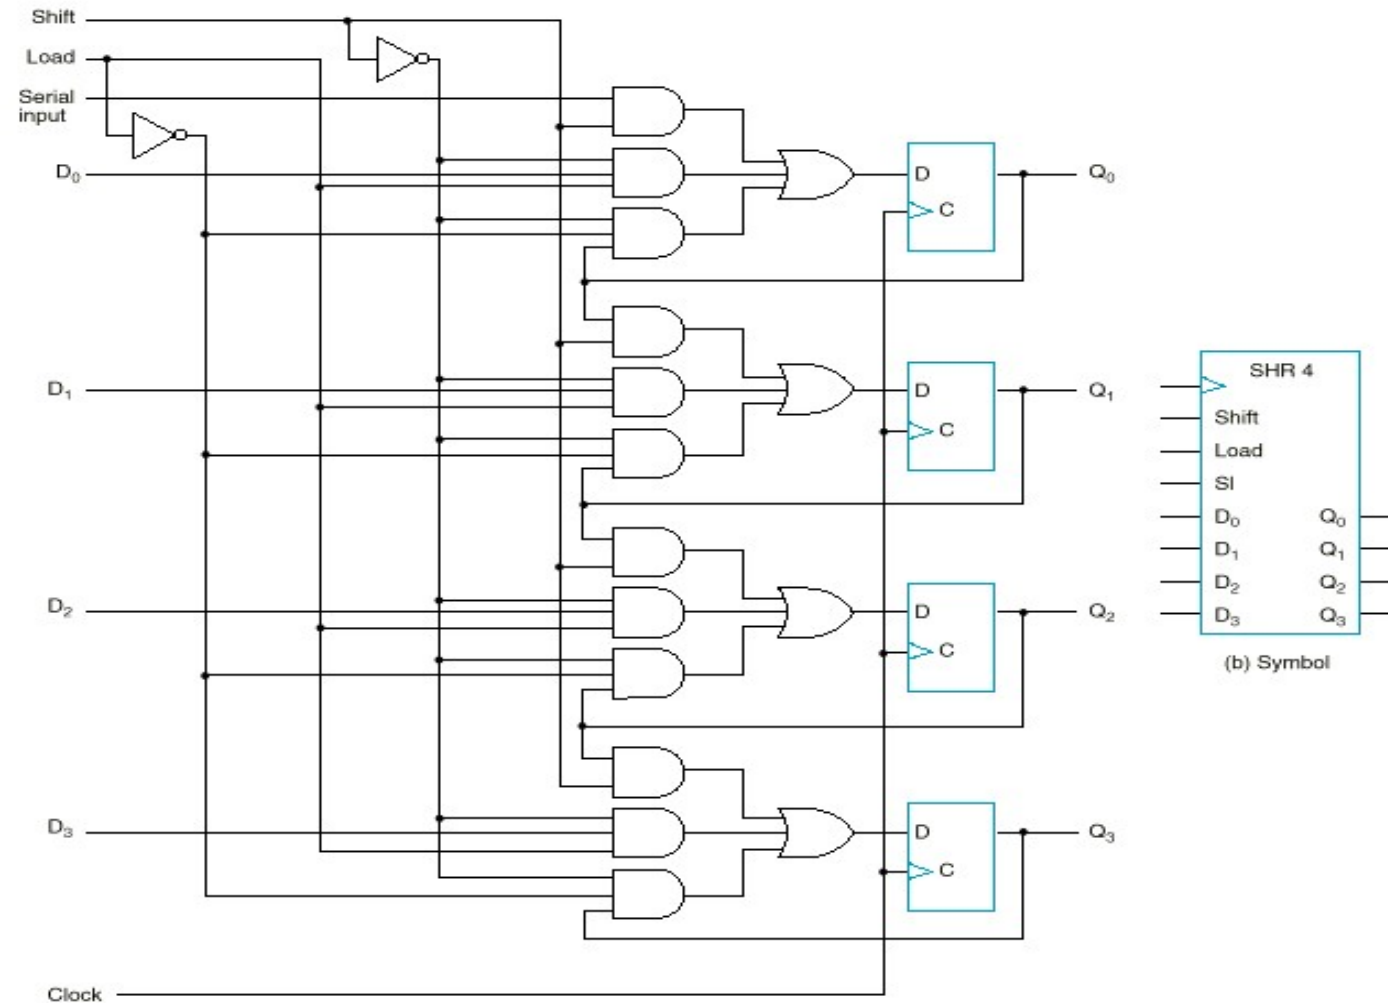 Shift
Load
Serial
input
D₀
D Q₀
C
D₁
D Q₁
C
D₂
D Q₂
C
D₃
D Q₃
C
Clock
SHR 4
Shift
Load
SI
D₀ Q₀
D₁ Q₁
D₂ Q₂
D₃ Q₃
(b) Symbol